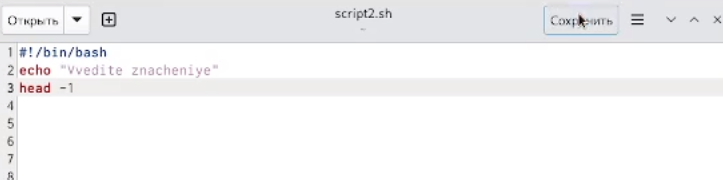 Открыть
script2.sh
~
Сохранить
1 #!/bin/bash
2 echo "Vvedite znacheniye"
3 head -1
4
5
6
7
8